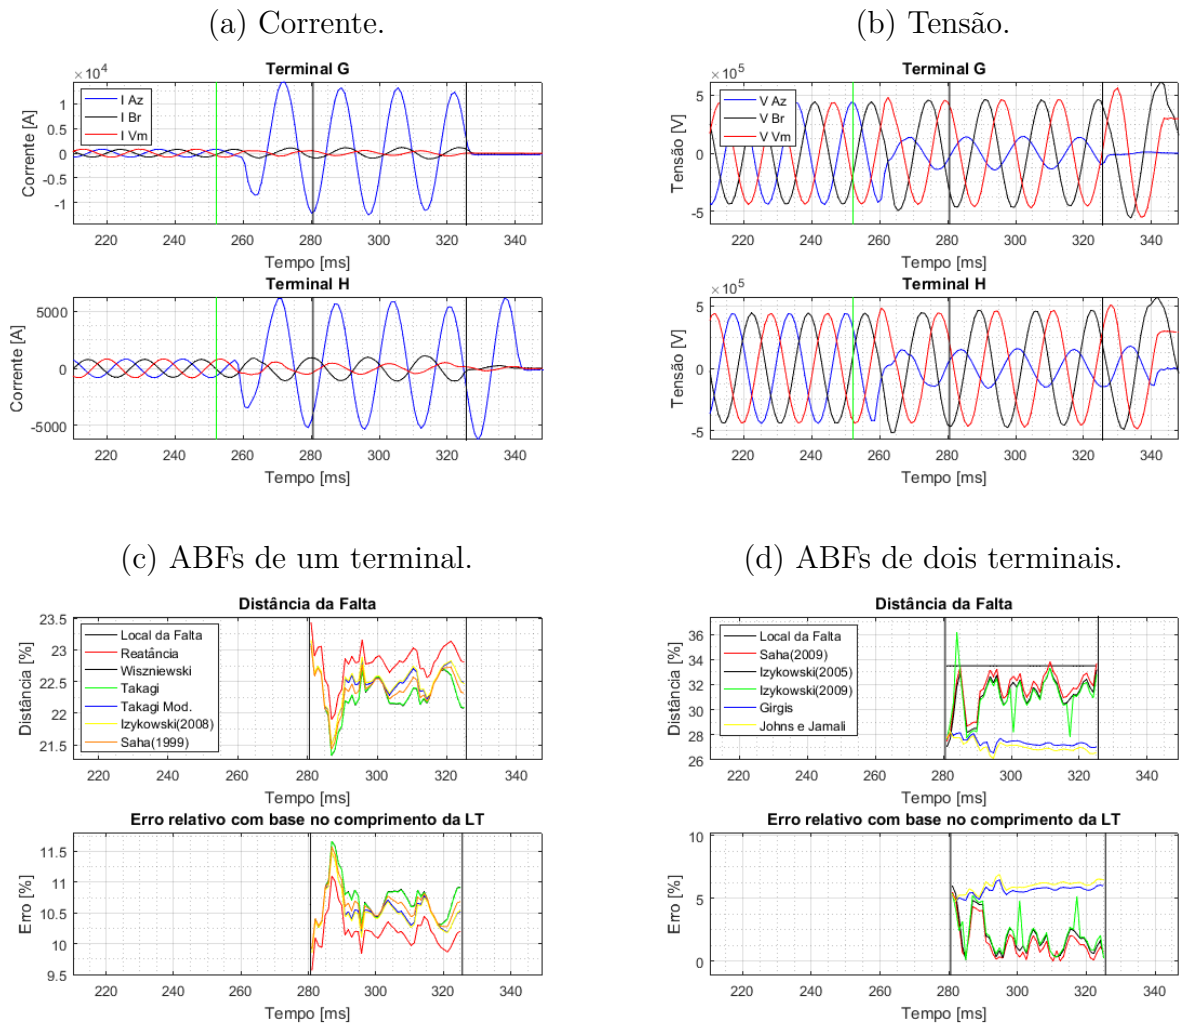 (a) Corrente.
Terminal G
×10⁴
I Az
I Br
I Vm
Corrente [A]
1
0.5
0
-0.5
-1
220 240 260 280 300 320 340
Tempo [ms]
Terminal H
Corrente [A]
5000
0
-5000
220 240 260 280 300 320 340
Tempo [ms]
(b) Tensão.
Terminal G
×10⁵
V Az
V Br
V Vm
Tensão [V]
5
0
-5
220 240 260 280 300 320 340
Tempo [ms]
Terminal H
×10⁵
Tensão [V]
5
0
-5
220 240 260 280 300 320 340
Tempo [ms]
(c) ABFs de um terminal.
Distância da Falta
Local da Falta
Reatância
Wiszniewski
Takagi
Takagi Mod.
Izykowski(2008)
Saha(1999)
Distância [%]
23.5
23
22.5
22
21.5
220 240 260 280 300 320 340
Tempo [ms]
Erro relativo com base no comprimento da LT
Erro [%]
11.5
11
10.5
10
9.5
220 240 260 280 300 320 340
Tempo [ms]
(d) ABFs de dois terminais.
Distância da Falta
Local da Falta
Saha(2009)
Izykowski(2005)
Izykowski(2009)
Girgis
Johns e Jamali
Distância [%]
36
34
32
30
28
26
220 240 260 280 300 320 340
Tempo [ms]
Erro relativo com base no comprimento da LT
Erro [%]
10
5
0
220 240 260 280 300 320 340
Tempo [ms]